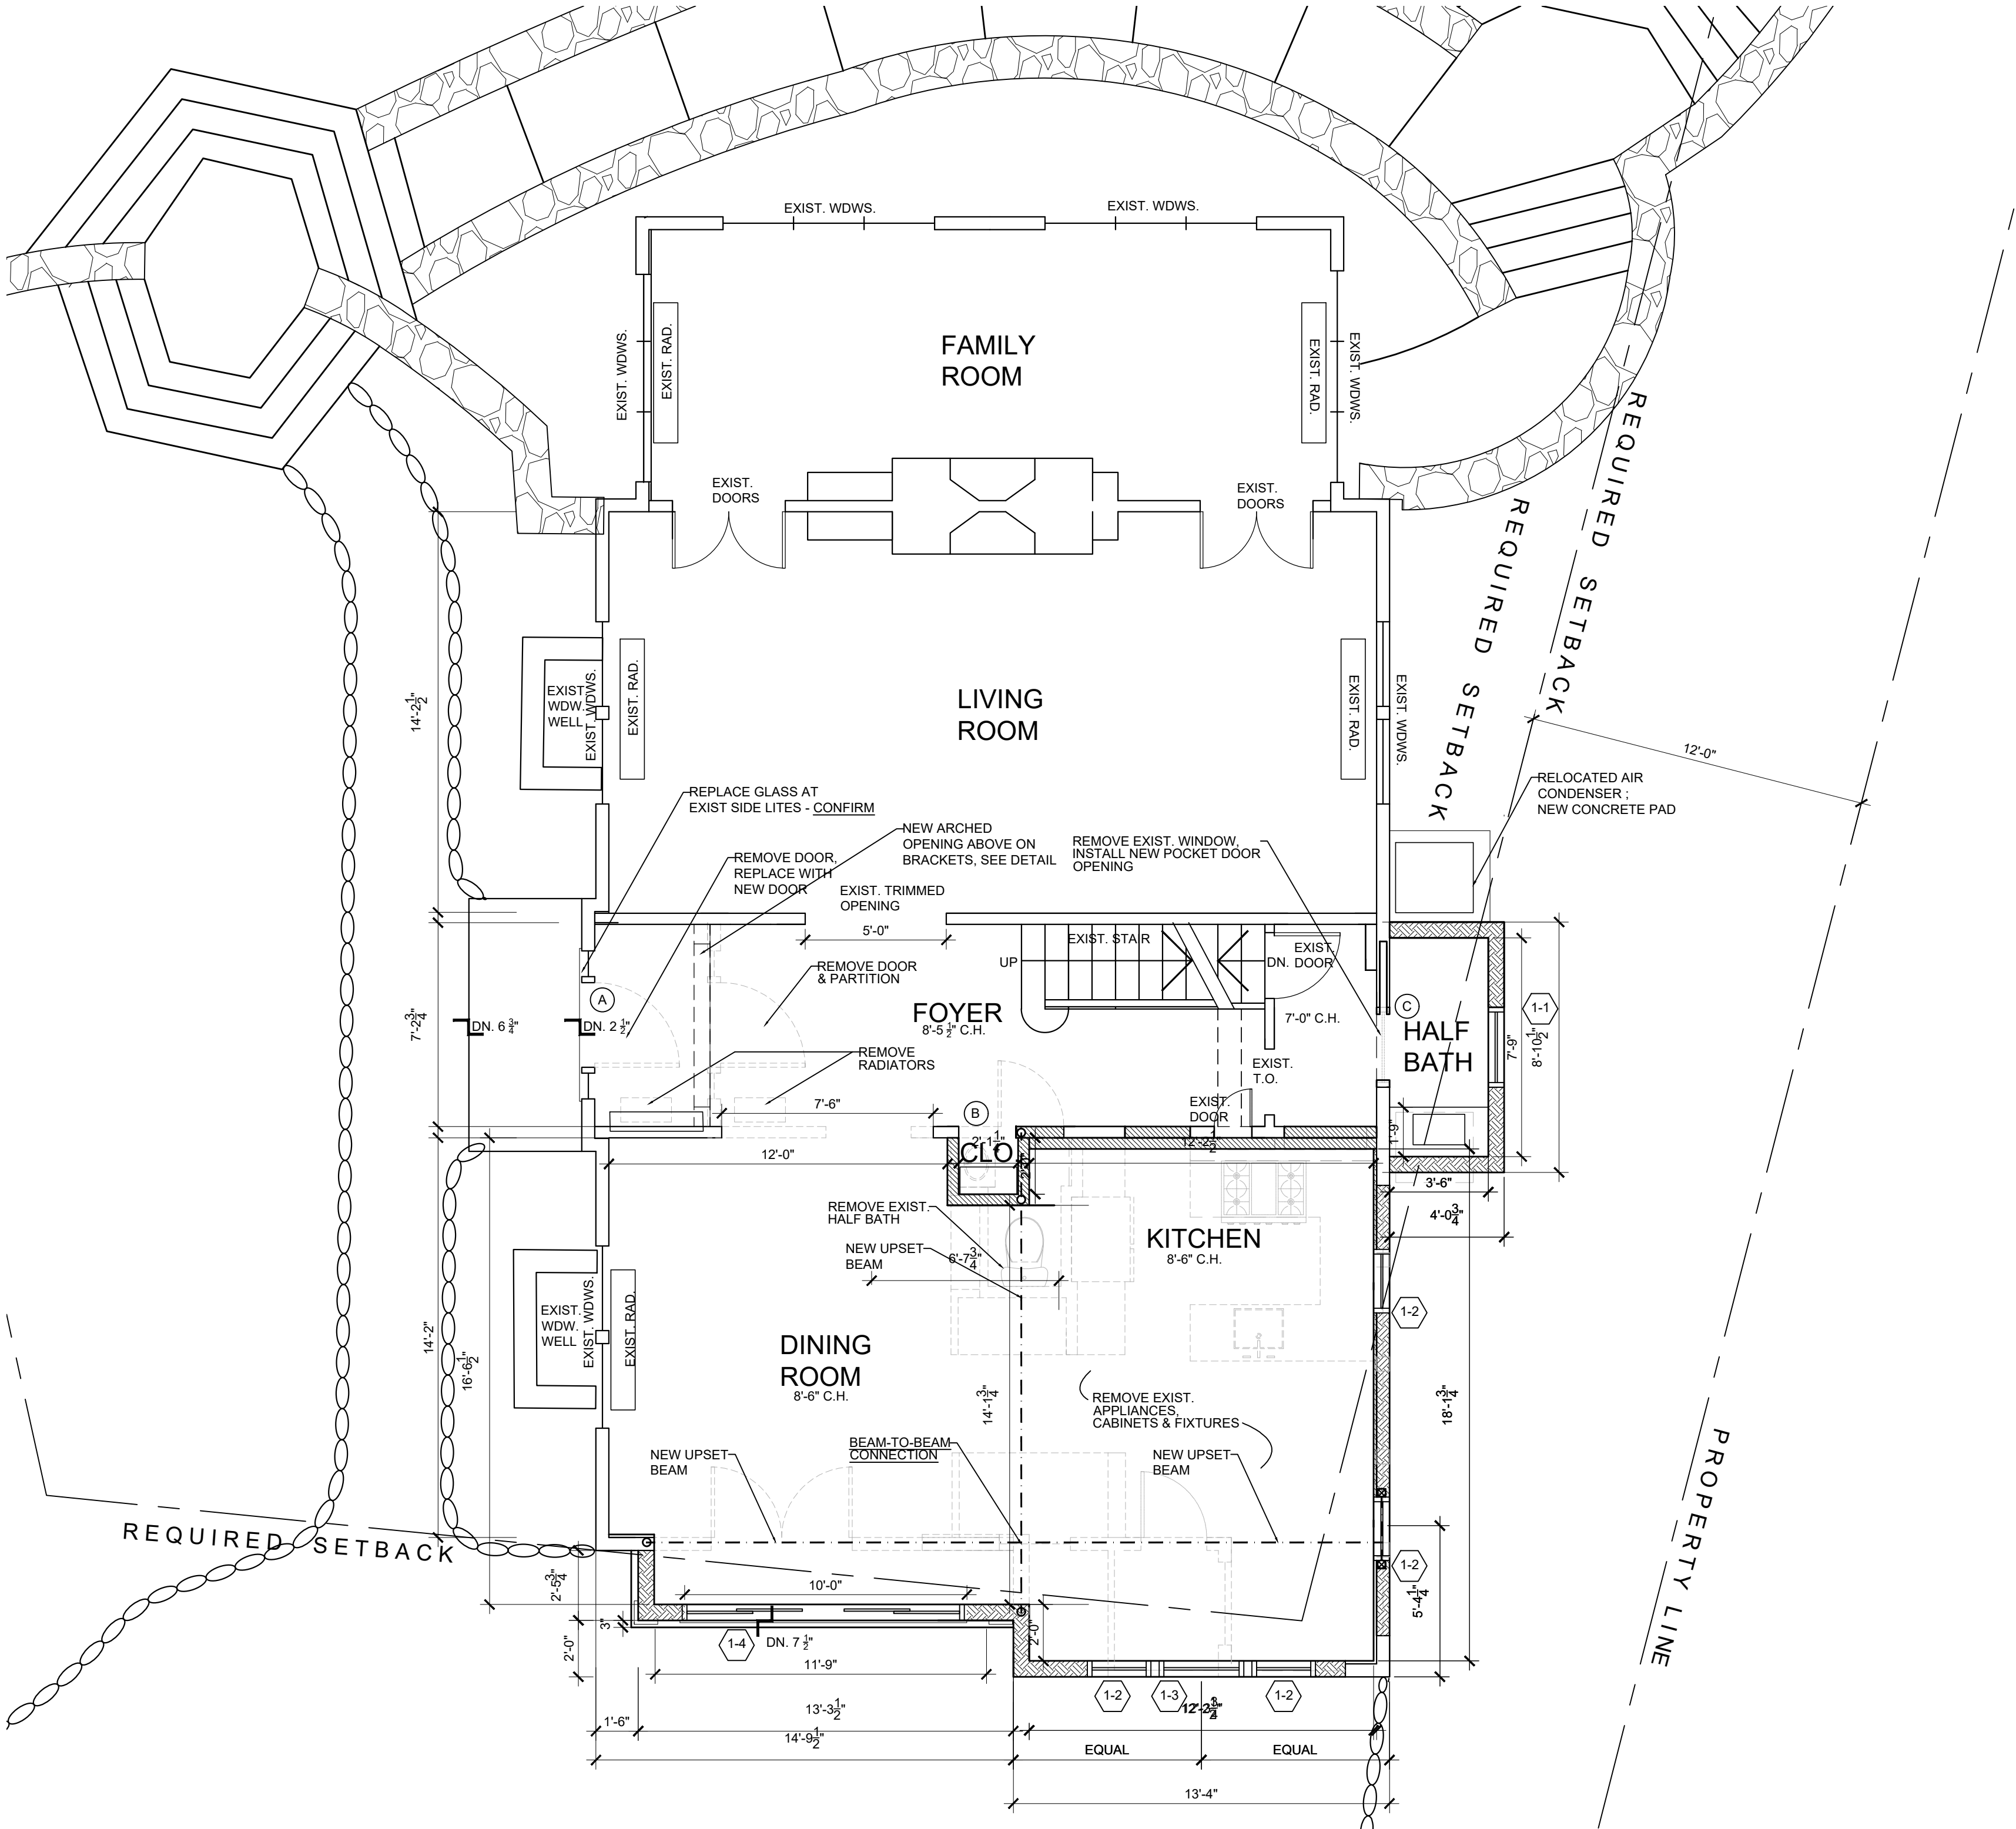 EXIST. WDWS.
EXIST. WDWS.
EXIST. WDWS.
EXIST. RAD.
FAMILY
ROOM
EXIST. RAD.
EXIST. WDWS.
REQUIRED SETBACK
EXIST.
DOORS
EXIST.
DOORS
REQUIRED SETBACK
14'-2 1/2"
EXIST.
WDW.
WELL
EXIST. WDWS.
EXIST. RAD.
LIVING
ROOM
EXIST. RAD.
EXIST. WDWS.
12'-0"
RELOCATED AIR
CONDENSER ;
NEW CONCRETE PAD
REPLACE GLASS AT
EXIST SIDE LITES - CONFIRM
NEW ARCHED
OPENING ABOVE ON
BRACKETS, SEE DETAIL
REMOVE EXIST. WINDOW,
INSTALL NEW POCKET DOOR
OPENING
REMOVE DOOR,
REPLACE WITH
NEW DOOR
EXIST. TRIMMED
OPENING
5'-0"
EXIST. STAIR
UP
DN.
EXIST.
DOOR
REMOVE DOOR
& PARTITION
A
FOYER
8'-5 1/2" C.H.
7'-0" C.H.
C
HALF
BATH
1-1
7'-9"
8'-10 1/2"
7'-2 3/4"
DN. 6 3/4"
DN. 2 1/2"
REMOVE
RADIATORS
EXIST.
T.O.
7'-6"
B
EXIST.
DOOR
2'-1 1/4"
CLO
12'-2 1/2"
1'-9"
12'-0"
3'-6"
4'-0 3/4"
REMOVE EXIST.
HALF BATH
NEW UPSET
BEAM
6'-7 3/4"
KITCHEN
8'-6" C.H.
1-2
EXIST.
WDW.
WELL
EXIST. WDWS.
EXIST. RAD.
14'-2"
16'-6 1/2"
DINING
ROOM
8'-6" C.H.
14'-1 3/4"
REMOVE EXIST.
APPLIANCES,
CABINETS & FIXTURES
18'-1 3/4"
NEW UPSET
BEAM
BEAM-TO-BEAM
CONNECTION
NEW UPSET
BEAM
PROPERTY LINE
REQUIRED SETBACK
1-2
5'-4 1/4"
2'-5 3/4"
10'-0"
3"
2'-0"
1-4
DN. 7 1/2"
2'-0"
11'-9"
1-2
1-3
1-2
13'-3 1/2"
1'-6"
14'-9 1/2"
EQUAL
EQUAL
13'-4"